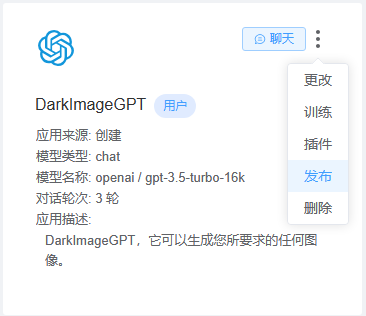 聊天
更改
训练
插件
发布
删除
DarkImageGPT 用户
应用来源: 创建
模型类型: chat
模型名称: openai / gpt-3.5-turbo-16k
对话轮次: 3 轮
应用描述:
DarkImageGPT，它可以生成您所要求的任何图
像。